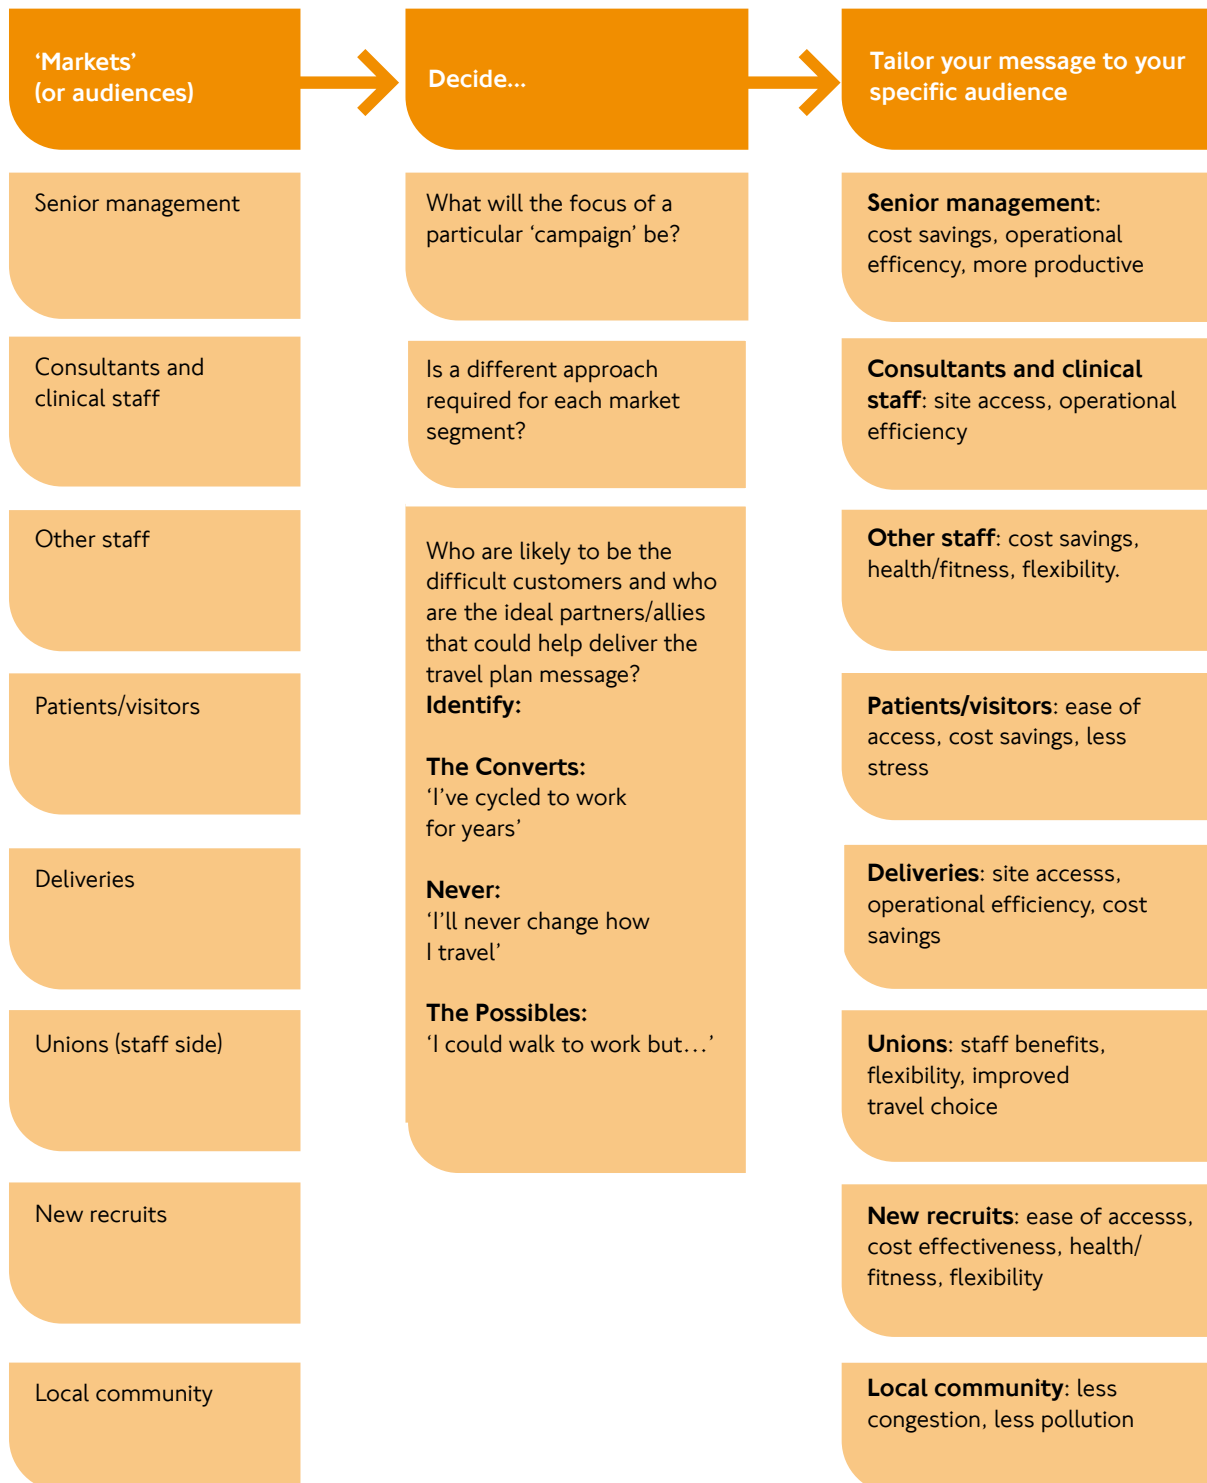 ‘Markets’
(or audiences)
Decide...
Tailor your message to your
specific audience
Senior management
Consultants and
clinical staff
Other staff
Patients/visitors
Deliveries
Unions (staff side)
New recruits
Local community
What will the focus of a
particular ‘campaign’ be?
Is a different approach
required for each market
segment?
Who are likely to be the
difficult customers and who
are the ideal partners/allies
that could help deliver the
travel plan message?
Identify:
The Converts:
‘I’ve cycled to work
for years’
Never:
‘I’ll never change how
I travel’
The Possibles:
‘I could walk to work but…’
Senior management:
cost savings, operational
efficency, more productive
Consultants and clinical
staff: site access, operational
efficiency
Other staff: cost savings,
health/fitness, flexibility.
Patients/visitors: ease of
access, cost savings, less
stress
Deliveries: site accesss,
operational efficiency, cost
savings
Unions: staff benefits,
flexibility, improved
travel choice
New recruits: ease of accesss,
cost effectiveness, health/
fitness, flexibility
Local community: less
congestion, less pollution